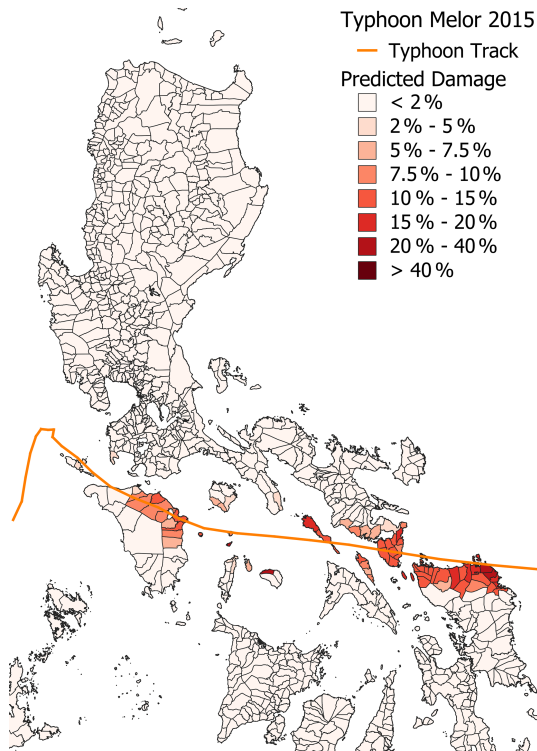 Typhoon Melor 2015
Typhoon Track
Predicted Damage
< 2 %
2 % - 5 %
5 % - 7.5 %
7.5 % - 10 %
10 % - 15 %
15 % - 20 %
20 % - 40 %
> 40 %